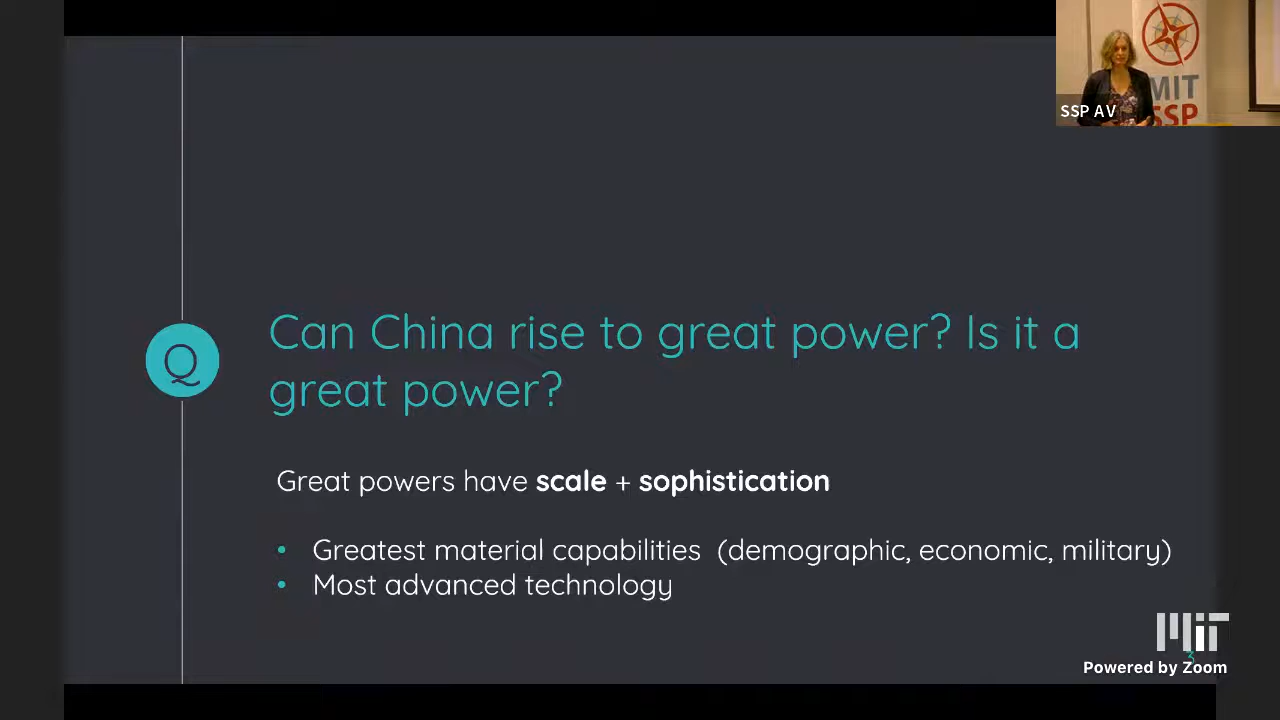 MIT
SSP
SSP AV
Q
Can China rise to great power? Is it a
great power?
Great powers have scale + sophistication
• Greatest material capabilities (demographic, economic, military)
• Most advanced technology
MIT
Powered by Zoom